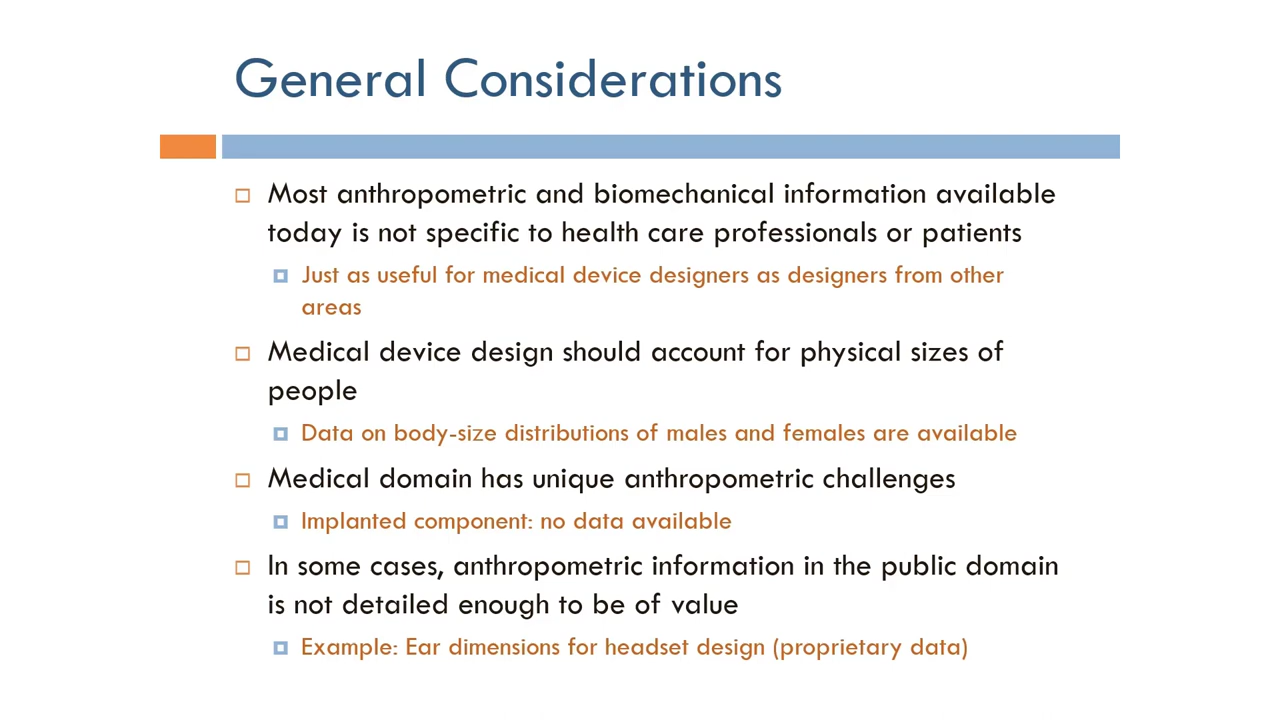 General Considerations
Most anthropometric and biomechanical information available
today is not specific to health care professionals or patients
Just as useful for medical device designers as designers from other
areas
Medical device design should account for physical sizes of
people
Data on body-size distributions of males and females are available
Medical domain has unique anthropometric challenges
Implanted component: no data available
In some cases, anthropometric information in the public domain
is not detailed enough to be of value
Example: Ear dimensions for headset design (proprietary data)